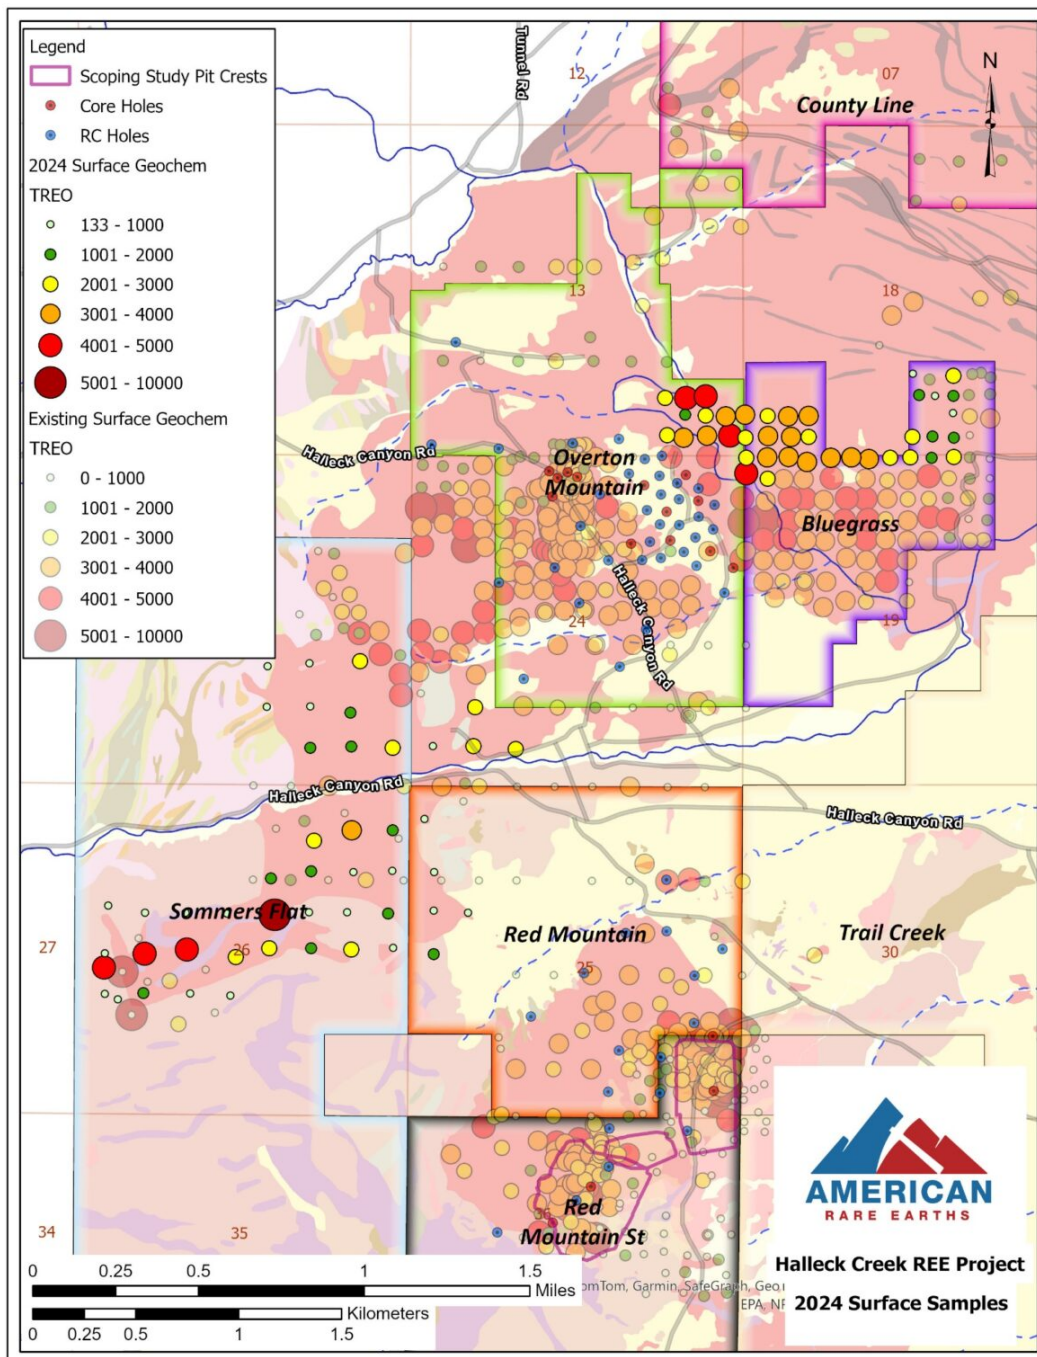 Legend
Scoping Study Pit Crests
Core Holes
RC Holes
2024 Surface Geochem
TREO
133 - 1000
1001 - 2000
2001 - 3000
3001 - 4000
4001 - 5000
5001 - 10000
Existing Surface Geochem
TREO
0 - 1000
1001 - 2000
2001 - 3000
3001 - 4000
4001 - 5000
5001 - 10000
Tunnel Rd
12
07
County Line
N
13
18
Halleck Canyon Rd
Overton
Mountain
Bluegrass
Halleck Canyon Rd
24
19
Halleck Canyon Rd
Halleck Canyon Rd
Sommers Flat
27
26
Red Mountain
25
Trail Creek
30
34
35
36
Red
Mountain St
AMERICAN
RARE EARTHS
Halleck Creek REE Project
2024 Surface Samples
0 0.25 0.5 1 1.5
Miles
Kilometers
0 0.25 0.5 1 1.5
Garmin, SafeGraph,
EPA,